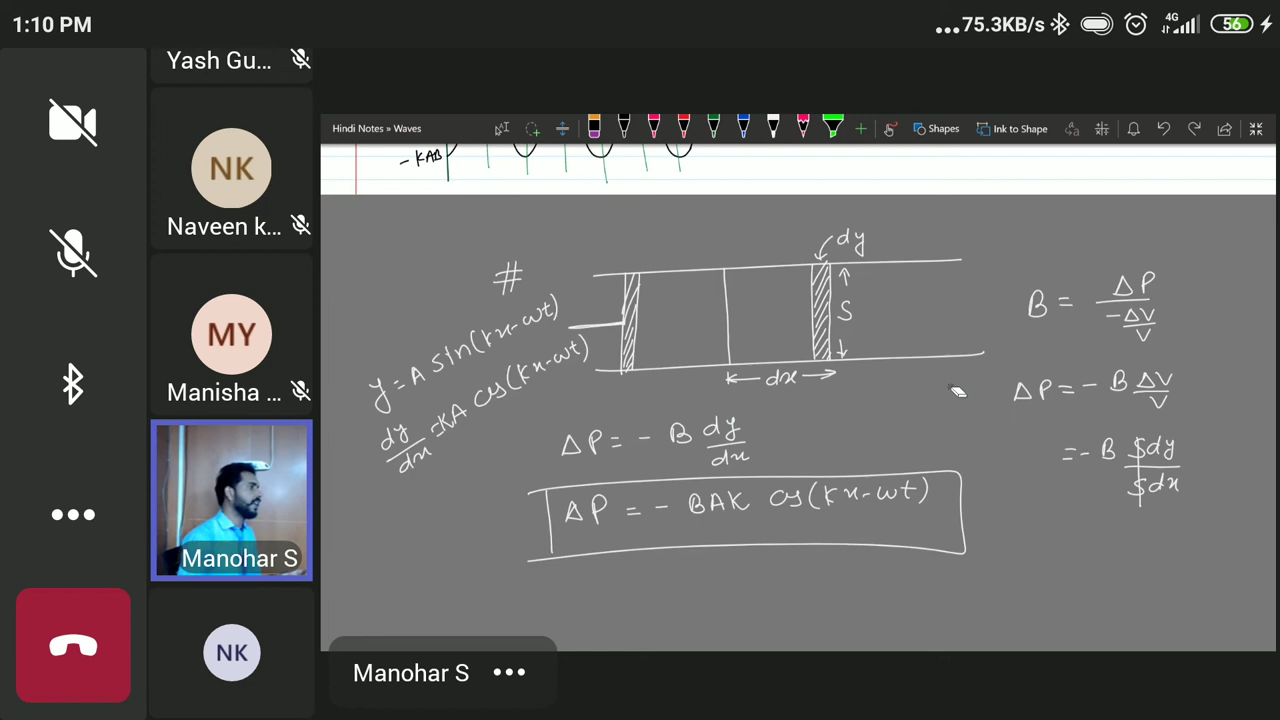 1:10 PM
...75.3KB/s 4G 56
Yash Gu...
NK
Naveen k...
MY
Manisha ...
Manohar S
NK
Hindi Notes » Waves
Shapes
Ink to Shape
- KAB
#
dy
S
dx
y = A sin(kx-ωt)
dy/dx = KA cos(kx-ωt)
ΔP = - B dy/dx
ΔP = - BAK cos(kx-ωt)
B = ΔP/(-ΔV/V)
ΔP = - B ΔV/V
= - B Sdy/Sdx
Manohar S ...